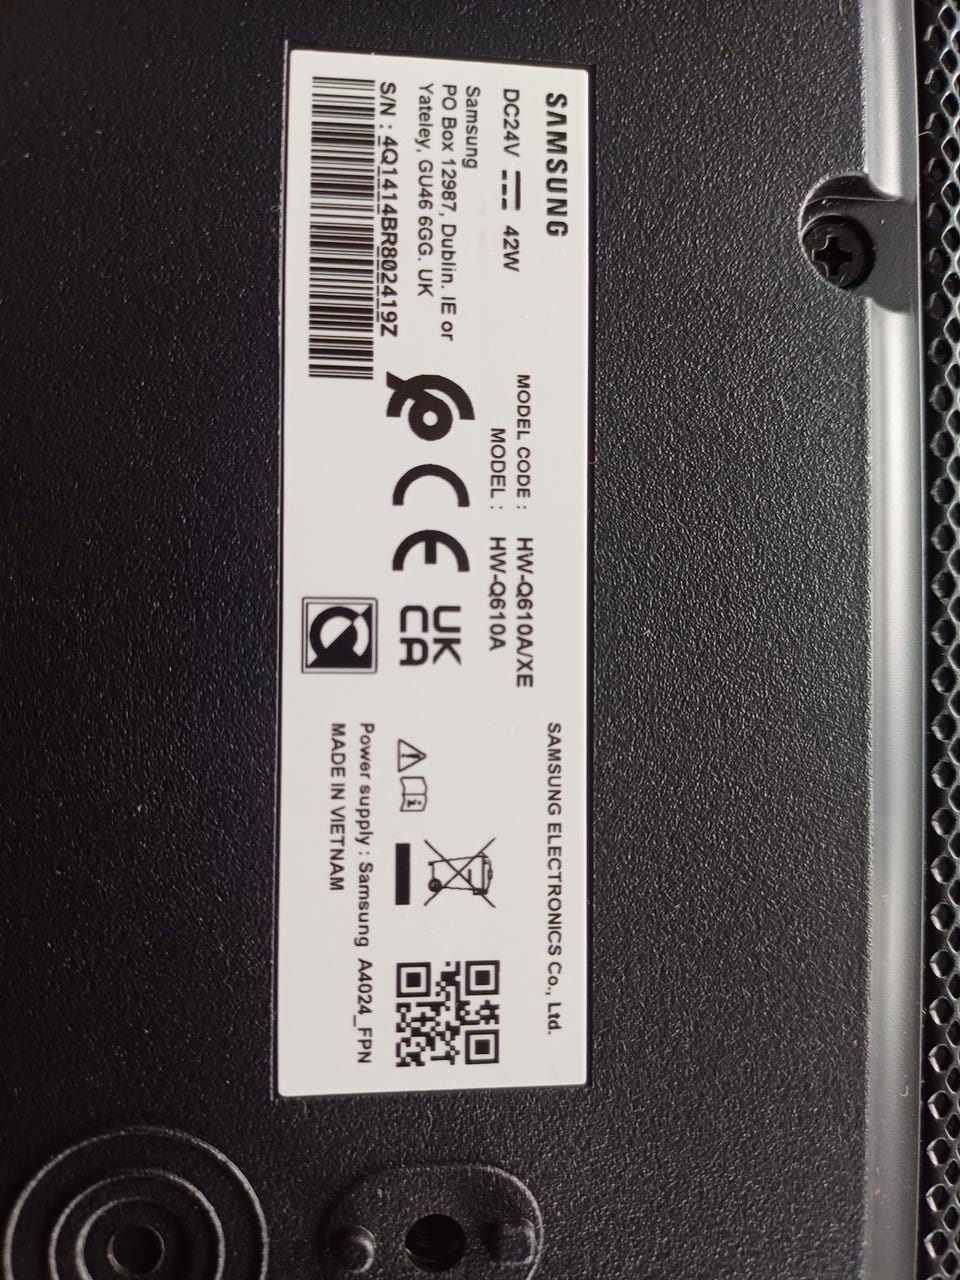 SAMSUNG
SAMSUNG ELECTRONICS Co., Ltd.
DC24V 42W
MODEL CODE : HW-Q610A/XE
MODEL : HW-Q610A
Samsung
PO Box 12987, Dublin. IE or
Yateley, GU46 6GG. UK
S/N : 4Q1414BR802419Z
CE
UK
CA
Power supply : Samsung A4024_FPN
MADE IN VIETNAM